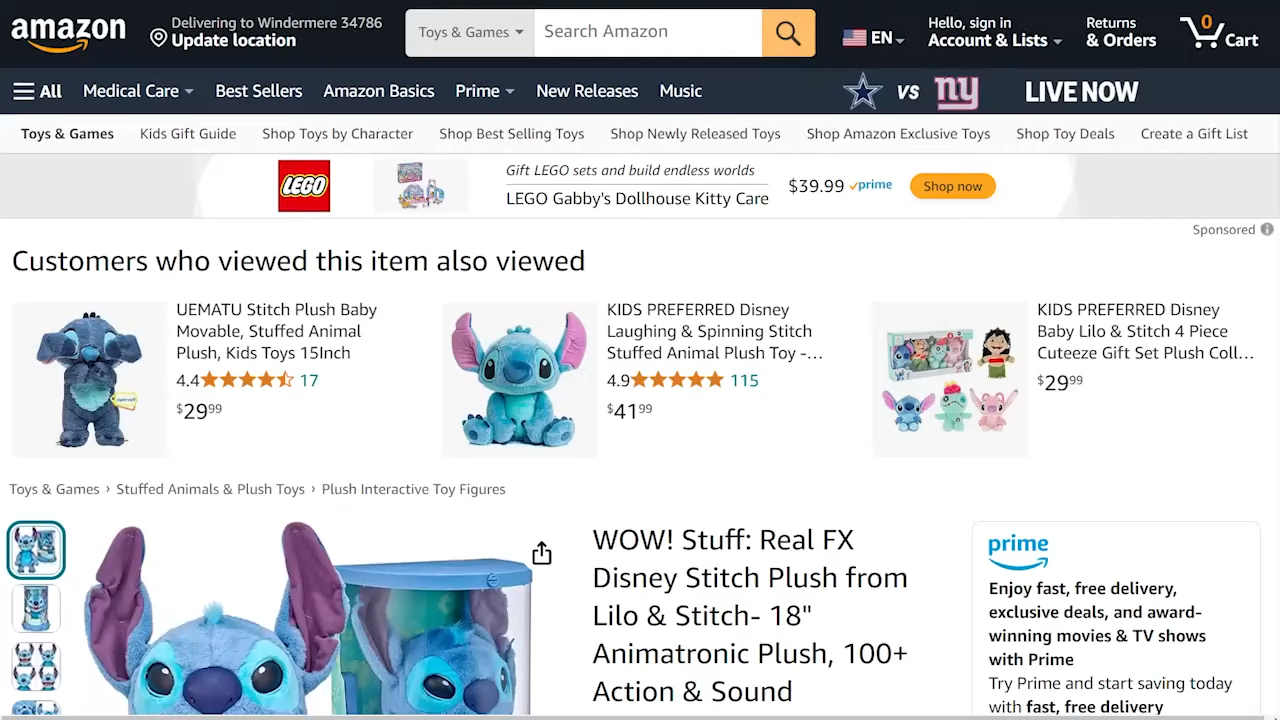 amazon
Delivering to Windermere 34786
Update location
Toys & Games
Search Amazon
EN
Hello, sign in
Account & Lists
Returns
& Orders
0
Cart
All
Medical Care
Best Sellers
Amazon Basics
Prime
New Releases
Music
VS
ny
LIVE NOW
Toys & Games
Kids Gift Guide
Shop Toys by Character
Shop Best Selling Toys
Shop Newly Released Toys
Shop Amazon Exclusive Toys
Shop Toy Deals
Create a Gift List
LEGO
Gift LEGO sets and build endless worlds
LEGO Gabby's Dollhouse Kitty Care
$39.99 prime
Shop now
Sponsored
Customers who viewed this item also viewed
UEMATU Stitch Plush Baby
Movable, Stuffed Animal
Plush, Kids Toys 15Inch
4.4 17
$2999
KIDS PREFERRED Disney
Laughing & Spinning Stitch
Stuffed Animal Plush Toy -...
4.9 115
$4199
KIDS PREFERRED Disney
Baby Lilo & Stitch 4 Piece
Cuteeze Gift Set Plush Coll...
$2999
Toys & Games › Stuffed Animals & Plush Toys › Plush Interactive Toy Figures
WOW! Stuff: Real FX
Disney Stitch Plush from
Lilo & Stitch- 18"
Animatronic Plush, 100+
Action & Sound
prime
Enjoy fast, free delivery,
exclusive deals, and award-
winning movies & TV shows
with Prime
Try Prime and start saving today
with fast, free delivery